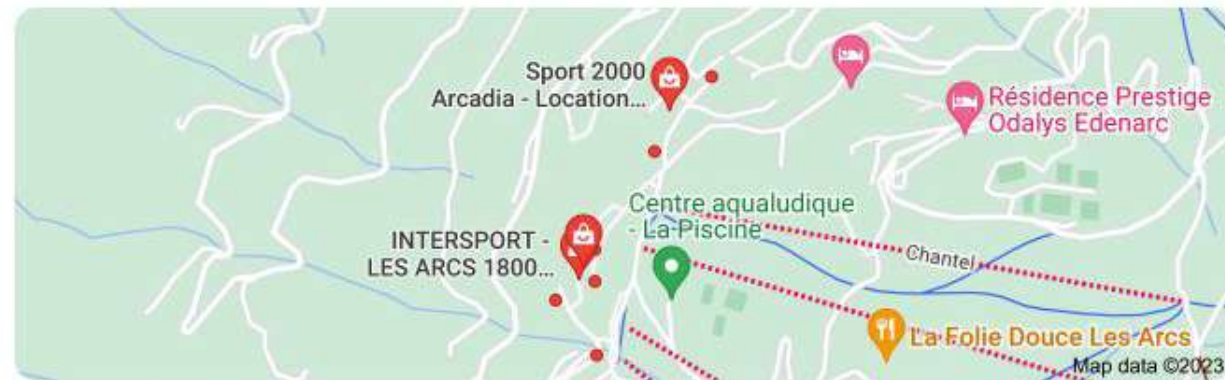 Sport 2000
Arcadia - Location...
Résidence Prestige
Odalys Edenarc
Centre aqualudique
- La Piscine
INTERSPORT -
LES ARCS 1800...
Chantel
La Folie Douce Les Arcs
Map data ©2023